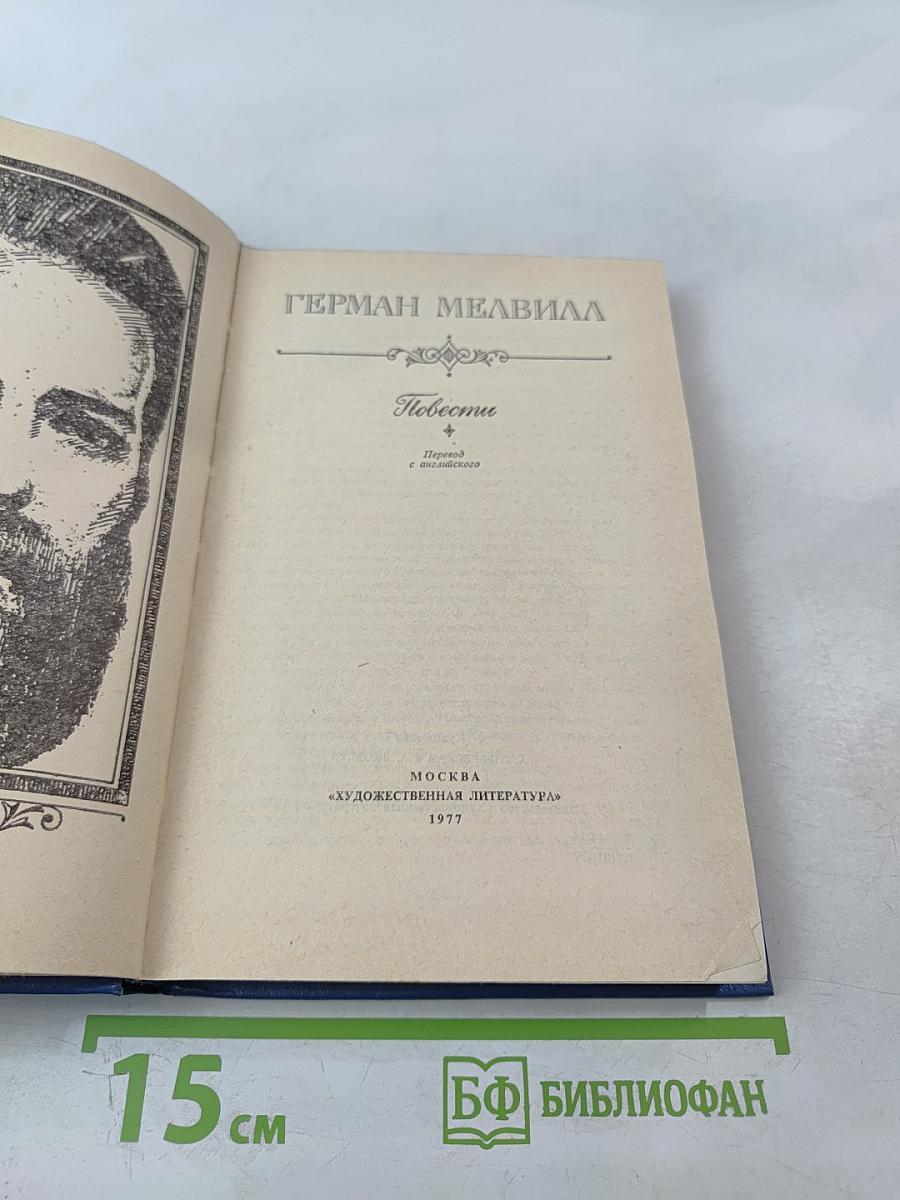 ГЕРМАН МЕЛВИЛЛ
Повести
Перевод
с английского
МОСКВА
«ХУДОЖЕСТВЕННАЯ ЛИТЕРАТУРА»
1977
15 см
БФ БИБЛИОФАН